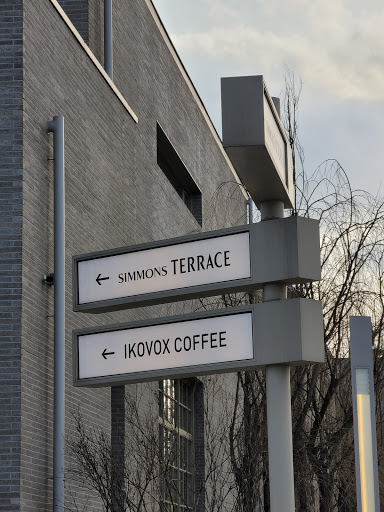 ← SIMMONS TERRACE
← IKOVOX COFFEE